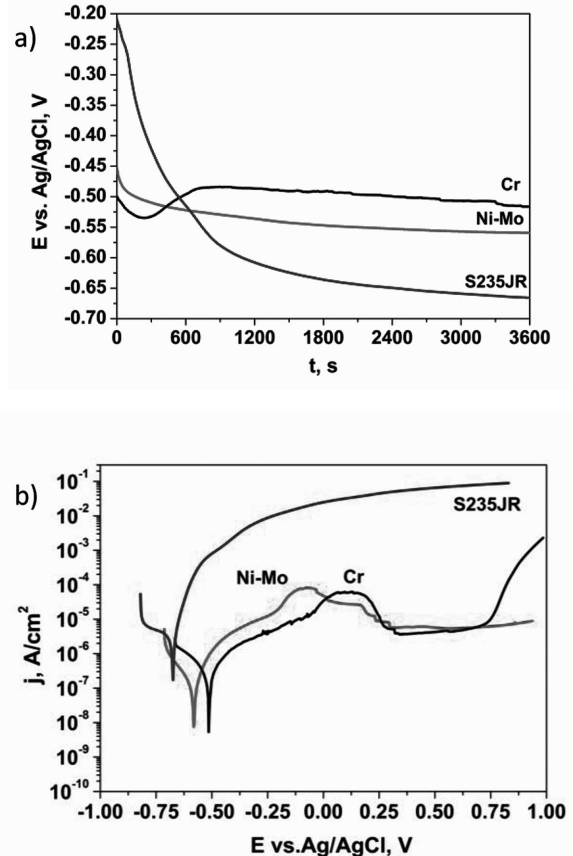 a)
-0.20
-0.25
-0.30
-0.35
-0.40
-0.45
-0.50
-0.55
-0.60
-0.65
-0.70
E vs. Ag/AgCl, V
Cr
Ni-Mo
S235JR
0 600 1200 1800 2400 3000 3600
t, s
b)
10-1
10-2
10-3
10-4
10-5
10-6
10-7
10-8
10-9
10-10
j, A/cm2
S235JR
Ni-Mo Cr
-1.00 -0.75 -0.50 -0.25 0.00 0.25 0.50 0.75 1.00
E vs.Ag/AgCl, V